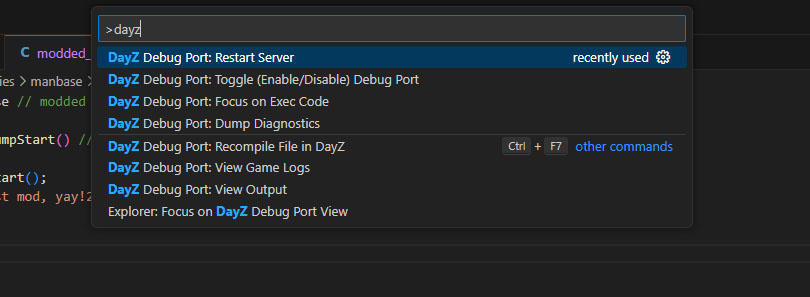 >dayz
C modded_
DayZ Debug Port: Restart Server recently used
ies > manbase >
DayZ Debug Port: Toggle (Enable/Disable) Debug Port
se // modded
DayZ Debug Port: Focus on Exec Code
DayZ Debug Port: Dump Diagnostics
umpStart() //
DayZ Debug Port: Recompile File in DayZ Ctrl + F7 other commands
DayZ Debug Port: View Game Logs
tart();
DayZ Debug Port: View Output
st mod, yay!2
Explorer: Focus on DayZ Debug Port View